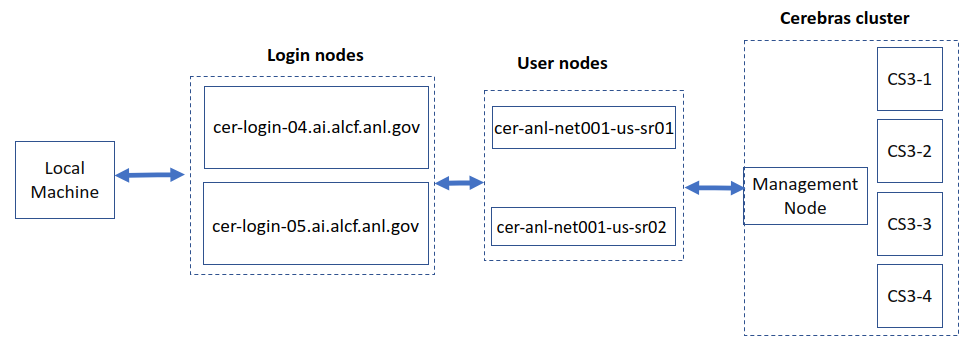 Cerebras cluster
Login nodes
User nodes
Local
Machine
cer-login-04.ai.alcf.anl.gov
cer-login-05.ai.alcf.anl.gov
cer-anl-net001-us-sr01
cer-anl-net001-us-sr02
Management
Node
CS3-1
CS3-2
CS3-3
CS3-4